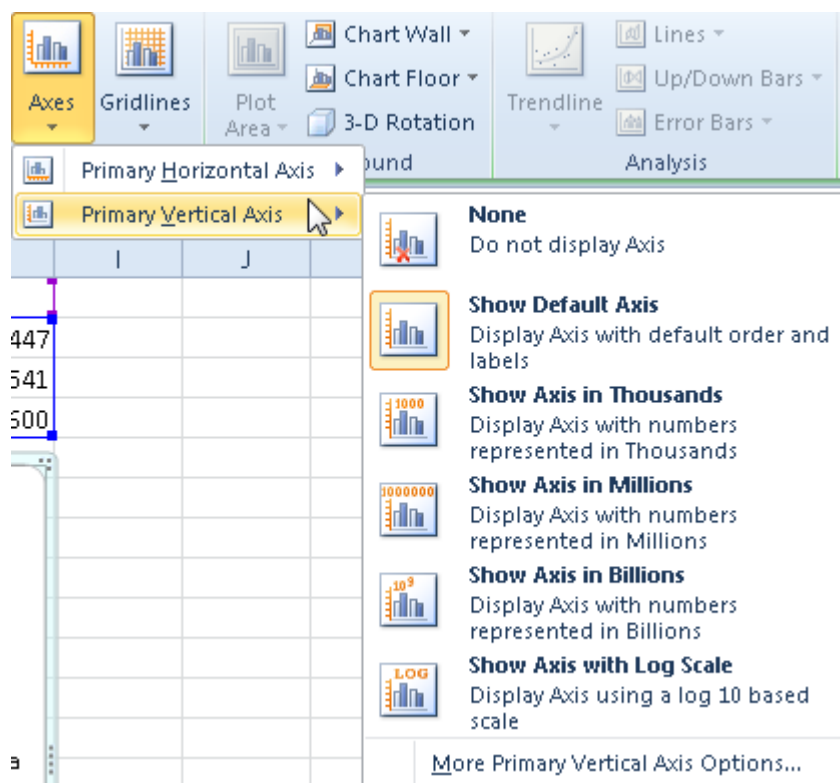 Chart Wall
Lines
Chart Floor
Up/Down Bars
Axes
Gridlines
Plot
Area
3-D Rotation
Trendline
Error Bars
Primary Horizontal Axis
Analysis
Primary Vertical Axis
None
Do not display Axis
I
J
Show Default Axis
Display Axis with default order and
labels
447
541
600
Show Axis in Thousands
1000
Display Axis with numbers
represented in Thousands
Show Axis in Millions
1000000
Display Axis with numbers
represented in Millions
Show Axis in Billions
10⁹
Display Axis with numbers
represented in Billions
Show Axis with Log Scale
LOG
Display Axis using a log 10 based
scale
a
More Primary Vertical Axis Options...